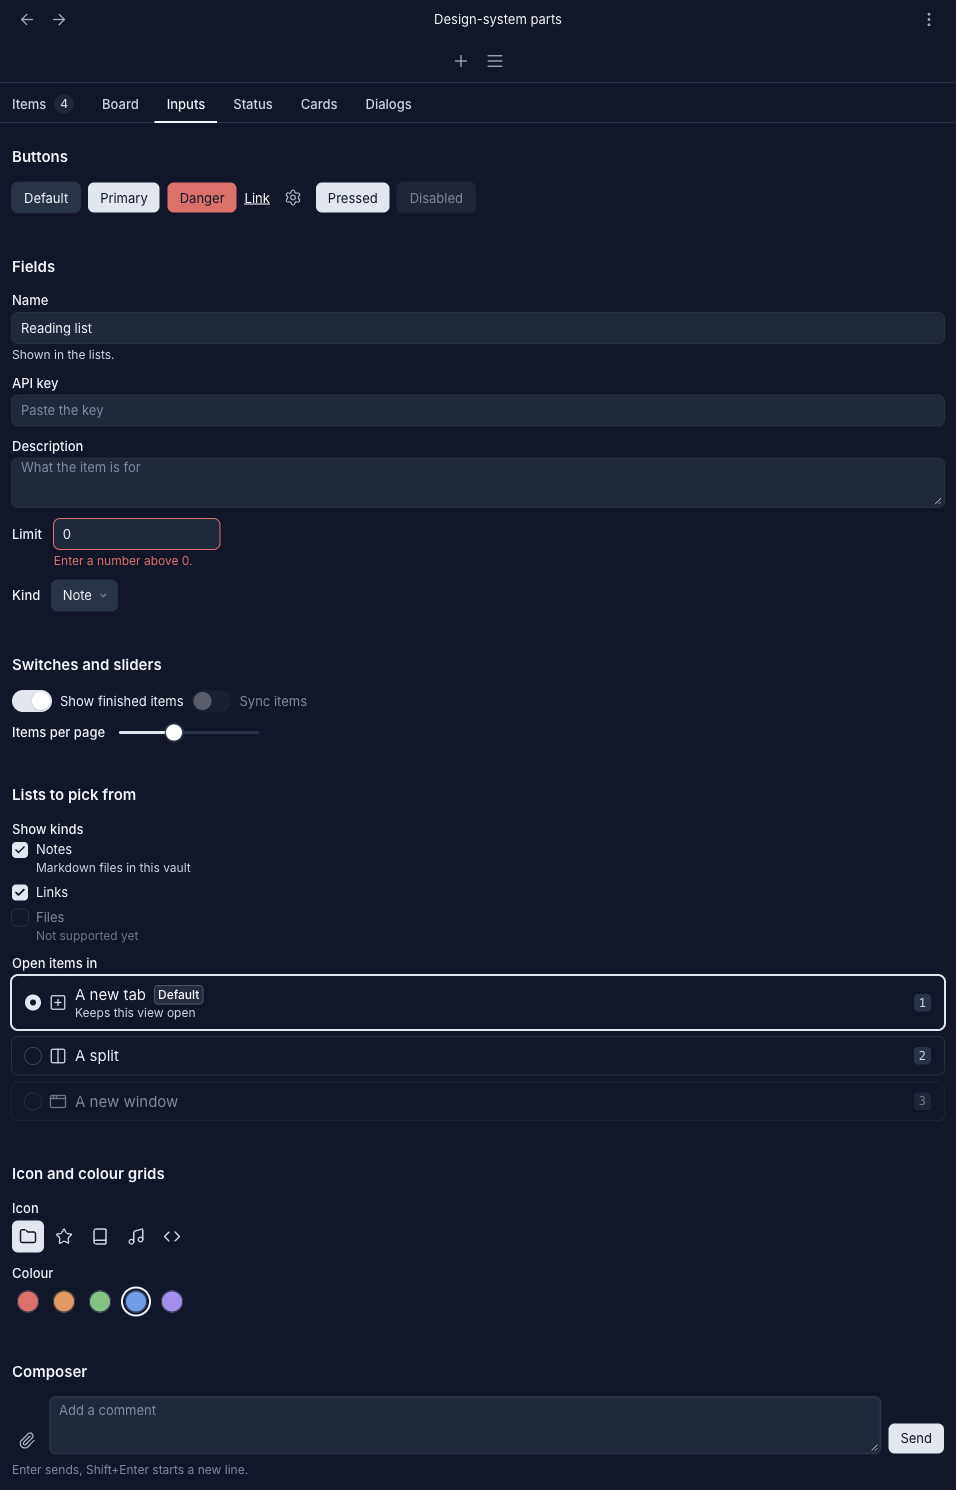 Design-system parts
Items 4 Board Inputs Status Cards Dialogs
Buttons
Default Primary Danger Link Pressed Disabled
Fields
Name
Reading list
Shown in the lists.
API key
Paste the key
Description
What the item is for
Limit 0
Enter a number above 0.
Kind Note
Switches and sliders
Show finished items Sync items
Items per page
Lists to pick from
Show kinds
Notes
Markdown files in this vault
Links
Files
Not supported yet
Open items in
A new tab Default
Keeps this view open
1
A split 2
A new window 3
Icon and colour grids
Icon
Colour
Composer
Add a comment
Send
Enter sends, Shift+Enter starts a new line.